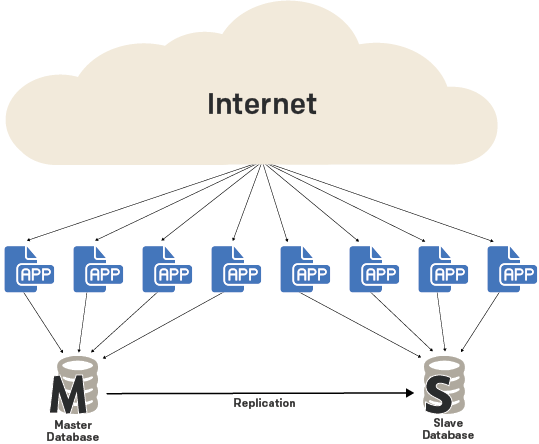 Internet
APP
APP
APP
APP
APP
APP
APP
APP
M
S
Replication
Master
Database
Slave
Database